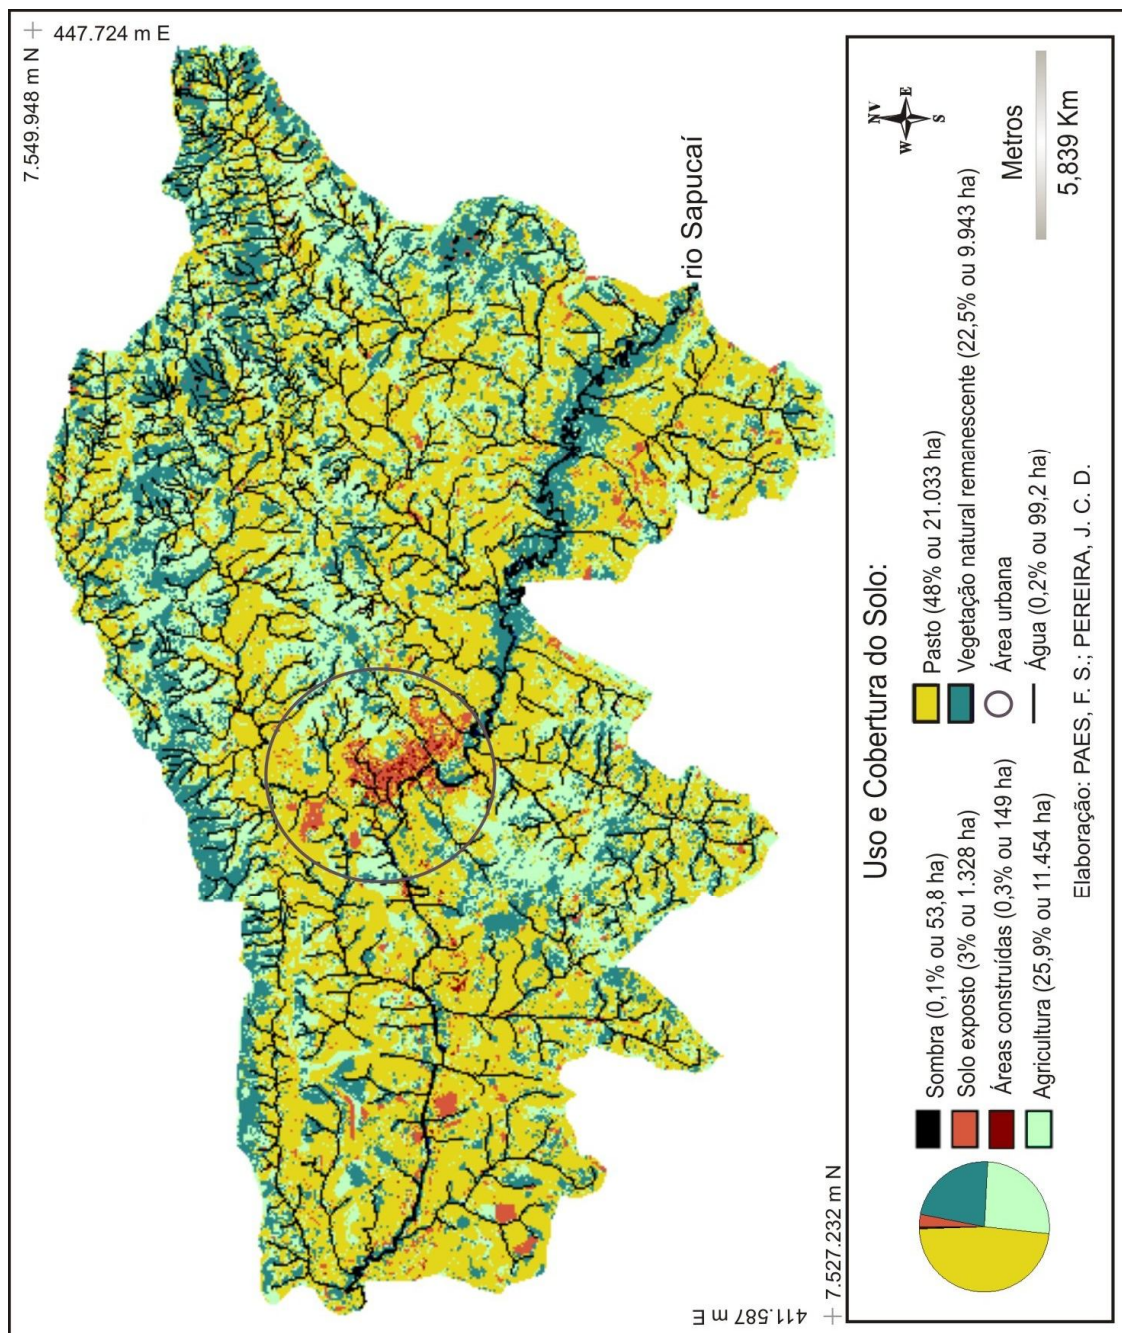 7.549.948 m N
447.724 m E
rio Sapucaí
411.587 m E
7.527.232 m N
Uso e Cobertura do Solo:
Sombra (0,1% ou 53,8 ha)
Solo exposto (3% ou 1.328 ha)
Áreas construídas (0,3% ou 149 ha)
Agricultura (25,9% ou 11.454 ha)
Pasto (48% ou 21.033 ha)
Vegetação natural remanescente (22,5% ou 9.943 ha)
Área urbana
Água (0,2% ou 99,2 ha)
NV
W
E
S
Metros
5,839 Km
Elaboração: PAES, F. S.; PEREIRA, J. C. D.